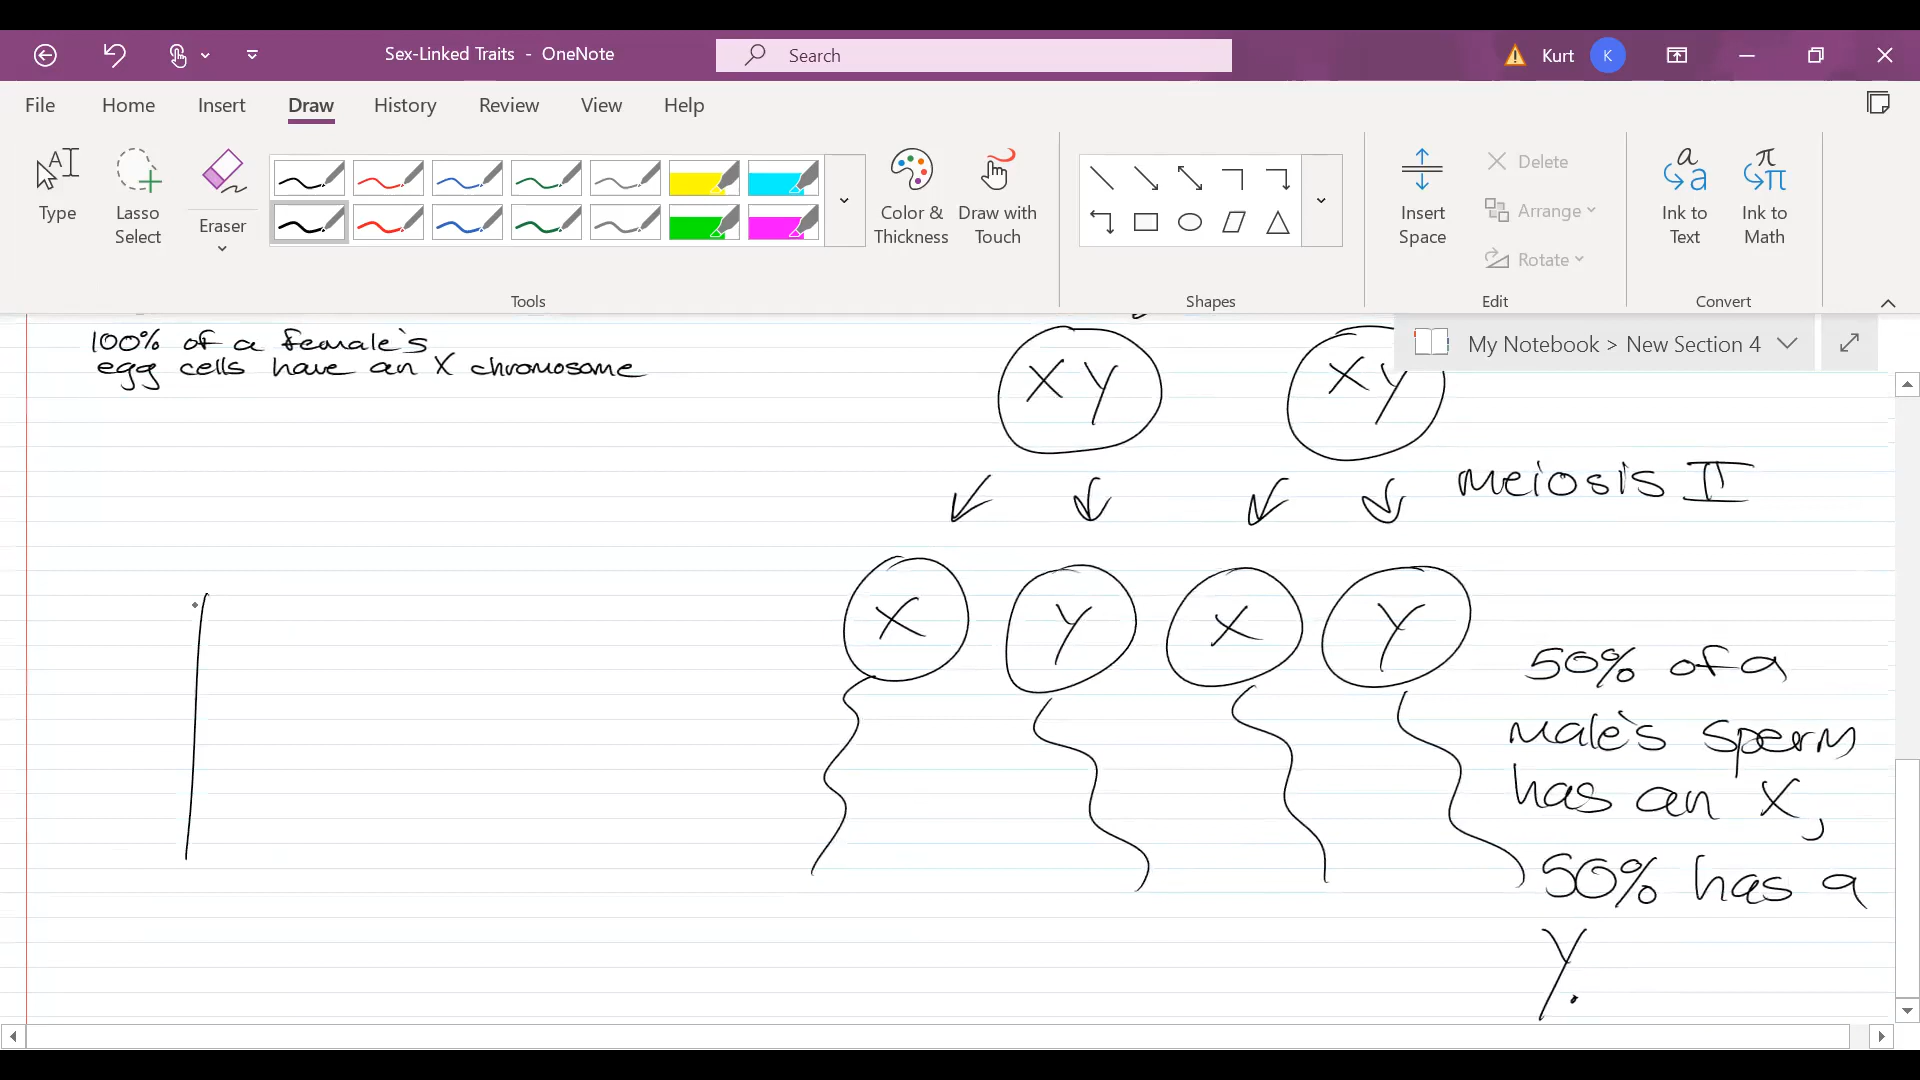 Sex-Linked Traits - OneNote
Search
Kurt
K
File
Home
Insert
Draw
History
Review
View
Help
Type
Lasso
Select
Eraser
Color &
Thickness
Draw with
Touch
Insert
Space
Delete
Arrange
Rotate
Ink to
Text
Ink to
Math
Tools
Shapes
Edit
Convert
My Notebook > New Section 4
100% of a female's
egg cells have an X chromosome
X Y
X Y
meiosis II
X
Y
X
Y
50% of a
male's sperm
has an X,
50% has a
Y.